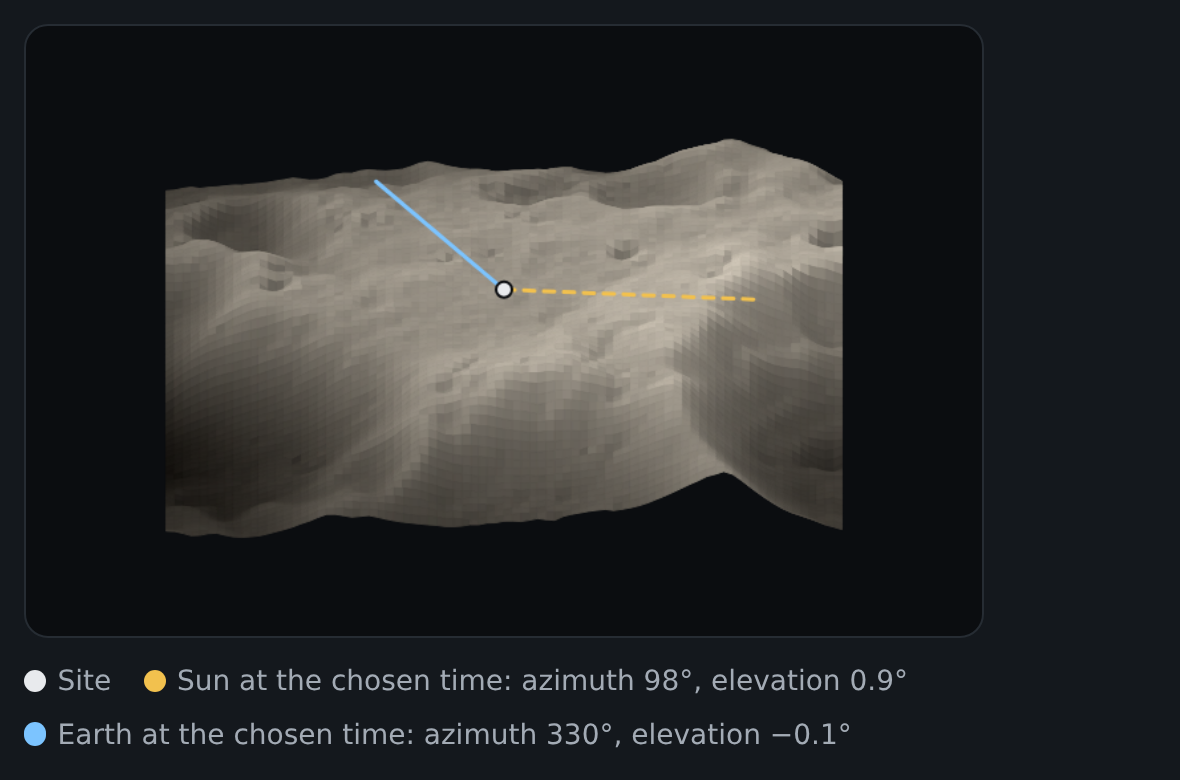 Site Sun at the chosen time: azimuth 98°, elevation 0.9°
Earth at the chosen time: azimuth 330°, elevation −0.1°